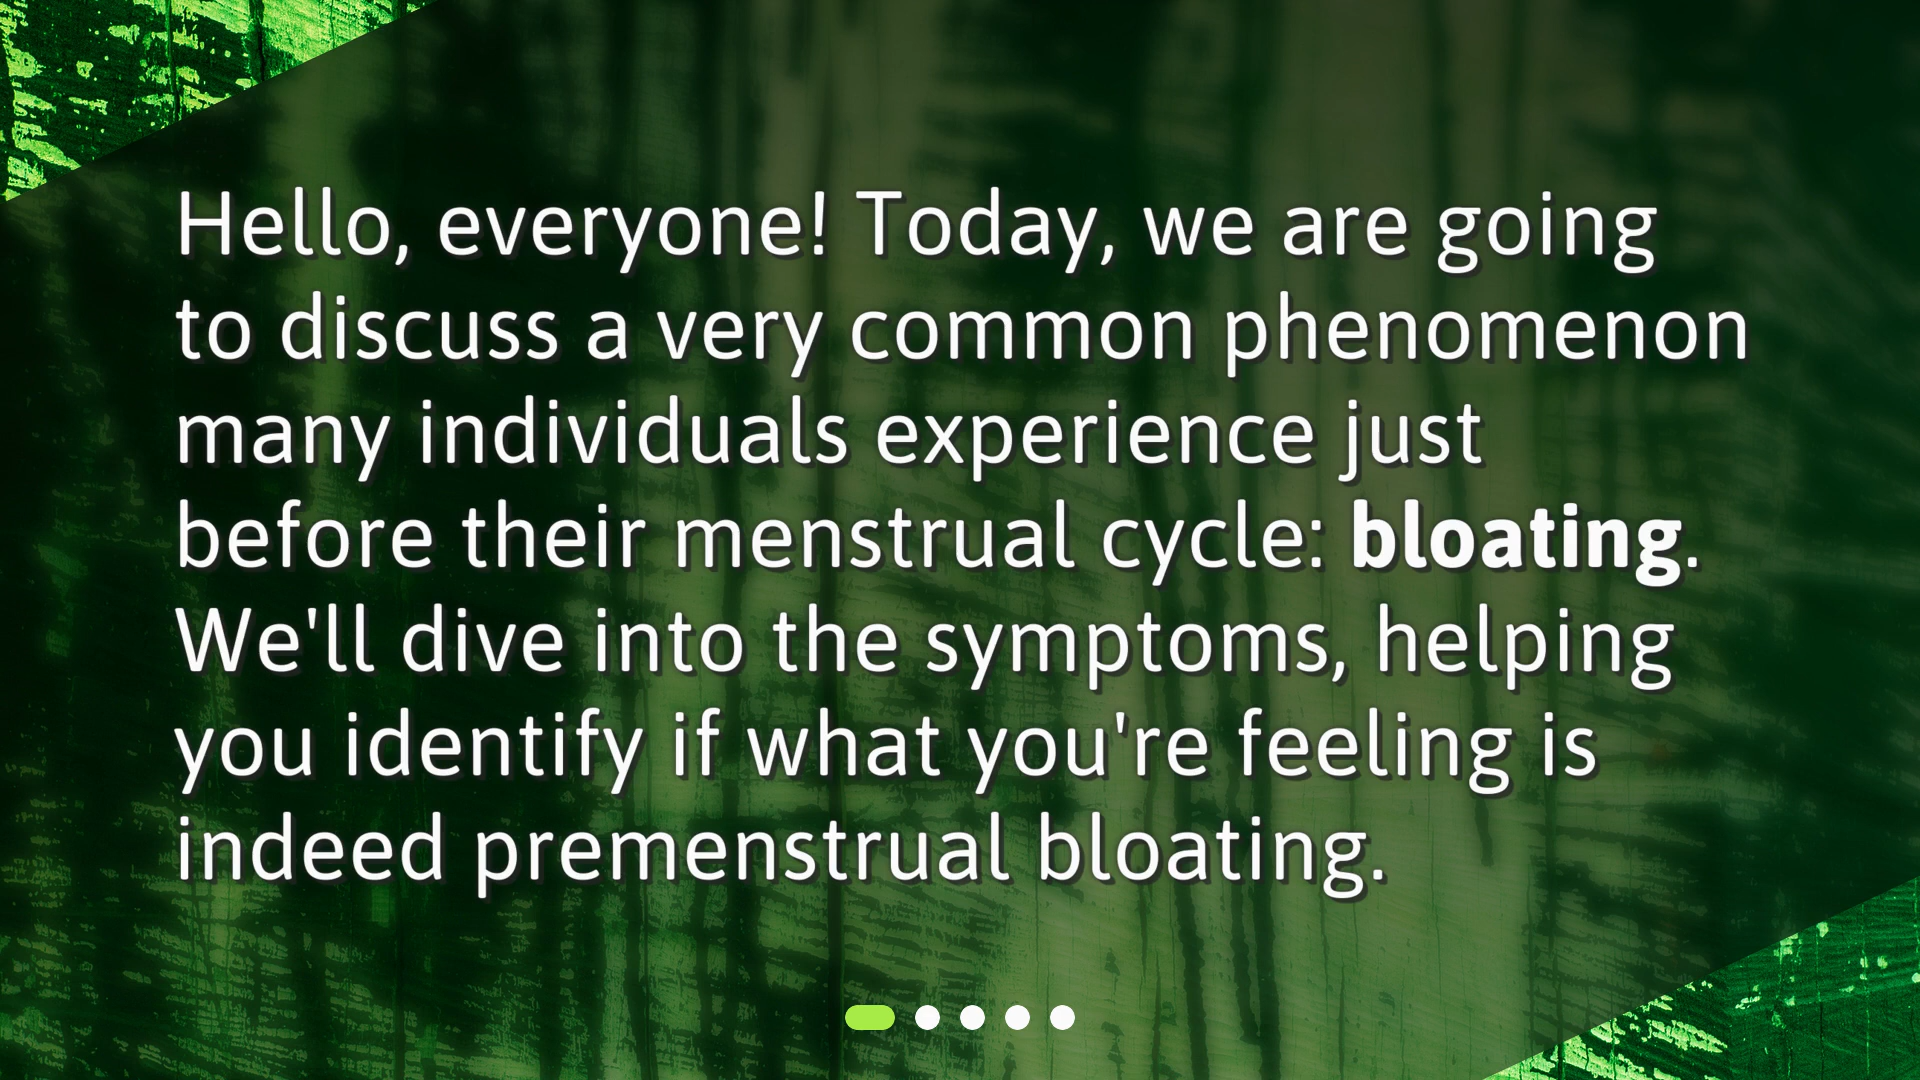 Hello, everyone! Today, we are going
to discuss a very common phenomenon
many individuals experience just
before their menstrual cycle: bloating.
We'll dive into the symptoms, helping
you identify if what you're feeling is
indeed premenstrual bloating.